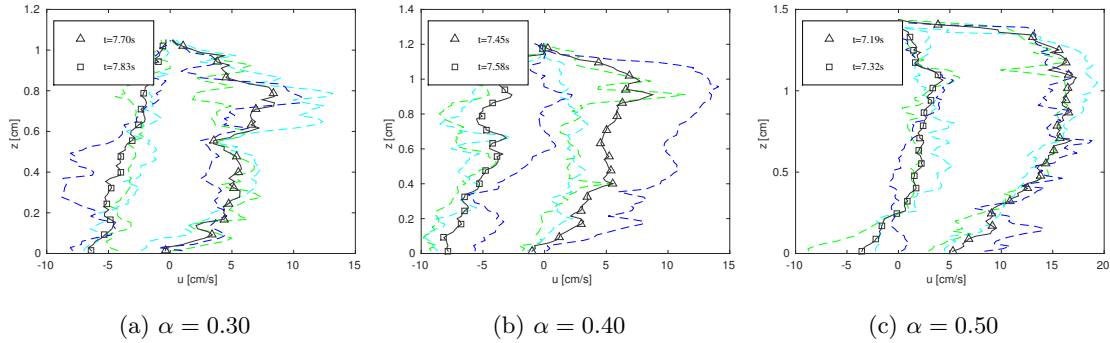 1.2
1
0.8
0.6
0.4
0.2
0
z [cm]
t=7.70s
t=7.83s
-10 -5 0 5 10 15
u [cm/s]
(a) α = 0.30
1.4
1.2
1
0.8
0.6
0.4
0.2
0
z [cm]
t=7.45s
t=7.58s
-10 -5 0 5 10 15
u [cm/s]
(b) α = 0.40
1.5
1
0.5
0
z [cm]
t=7.19s
t=7.32s
-10 -5 0 5 10 15 20
u [cm/s]
(c) α = 0.50